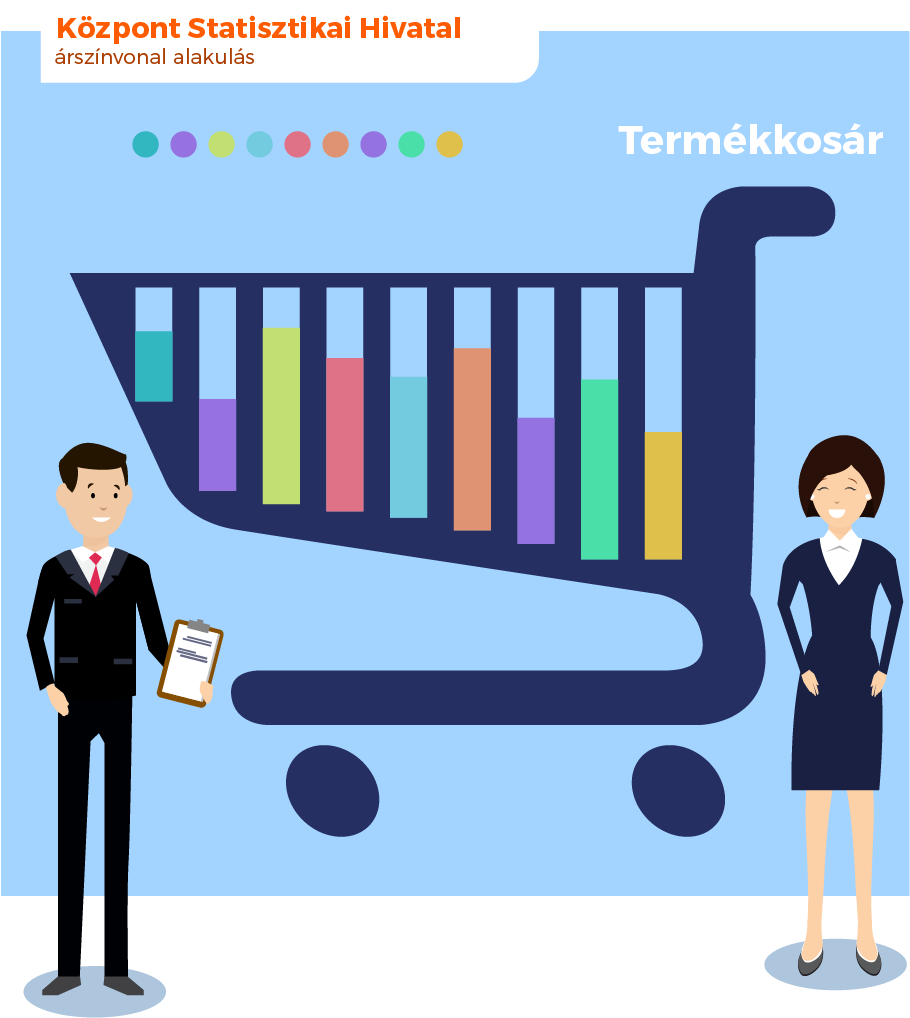 Központ Statisztikai Hivatal
árszínvonal alakulás
Termékkosár